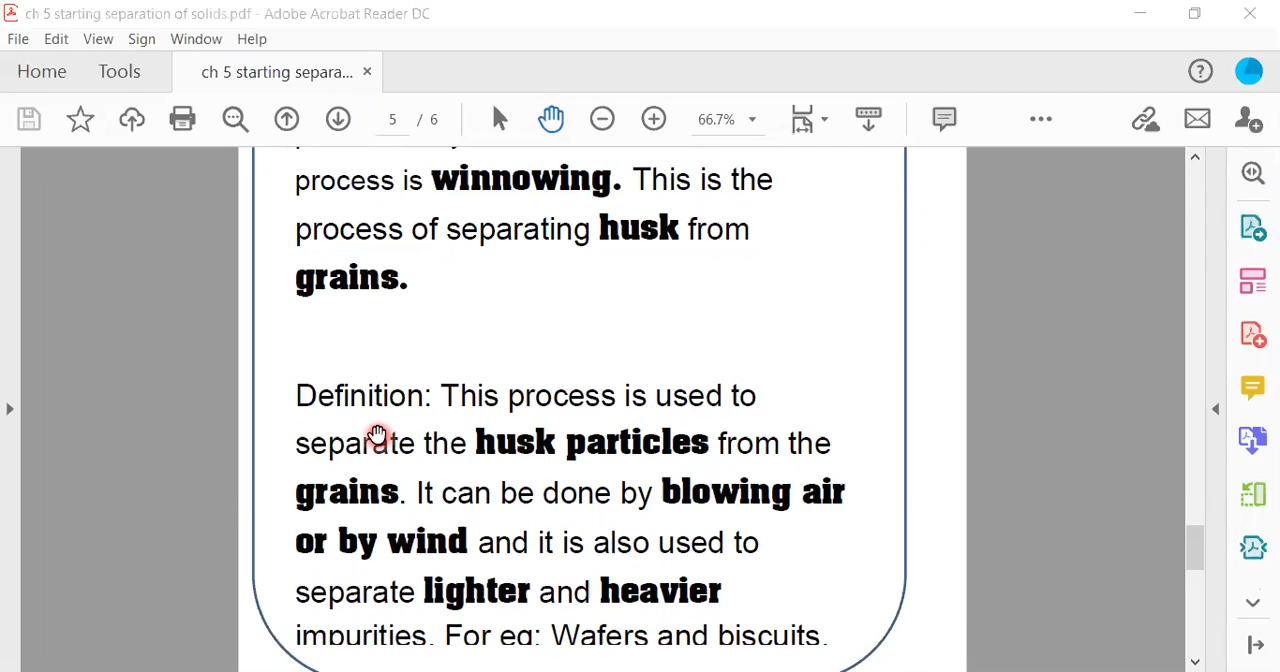 ch 5 starting separation of solids.pdf - Adobe Acrobat Reader DC
File Edit View Sign Window Help
Home Tools ch 5 starting separa... ×
5 / 6 66.7%
process is winnowing. This is the
process of separating husk from
grains.
Definition: This process is used to
separate the husk particles from the
grains. It can be done by blowing air
or by wind and it is also used to
separate lighter and heavier
impurities. For eg: Wafers and biscuits.